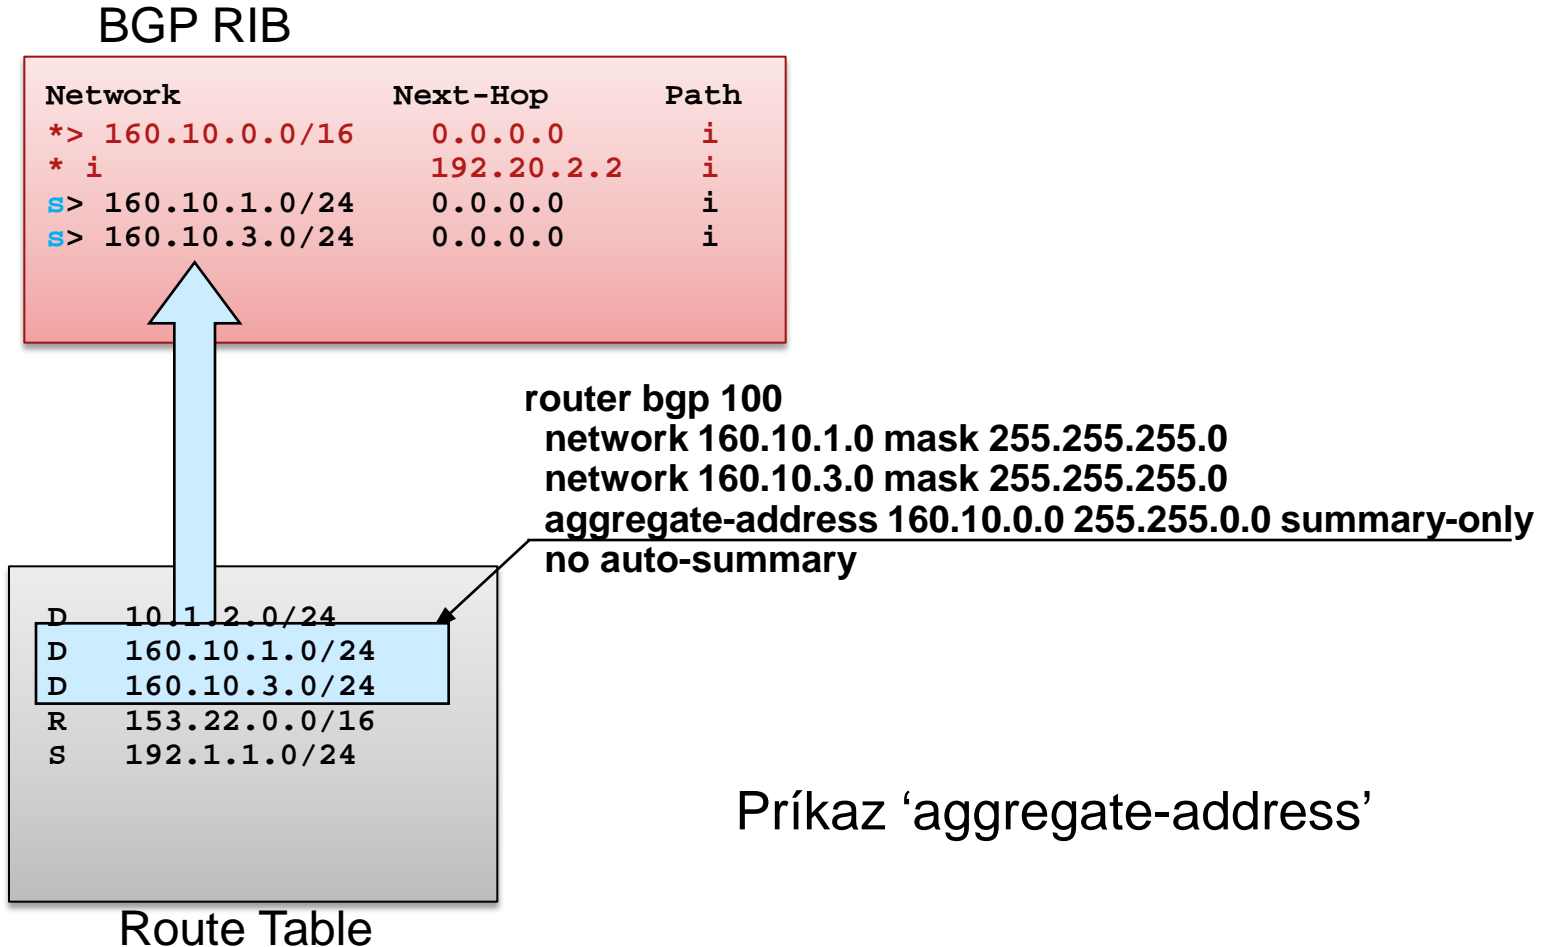 BGP RIB
Network Next-Hop Path
*> 160.10.0.0/16 0.0.0.0 i
* i 192.20.2.2 i
s> 160.10.1.0/24 0.0.0.0 i
s> 160.10.3.0/24 0.0.0.0 i
router bgp 100
network 160.10.1.0 mask 255.255.255.0
network 160.10.3.0 mask 255.255.255.0
aggregate-address 160.10.0.0 255.255.0.0 summary-only
no auto-summary
D 10.1.2.0/24
D 160.10.1.0/24
D 160.10.3.0/24
R 153.22.0.0/16
S 192.1.1.0/24
Príkaz ‘aggregate-address’
Route Table